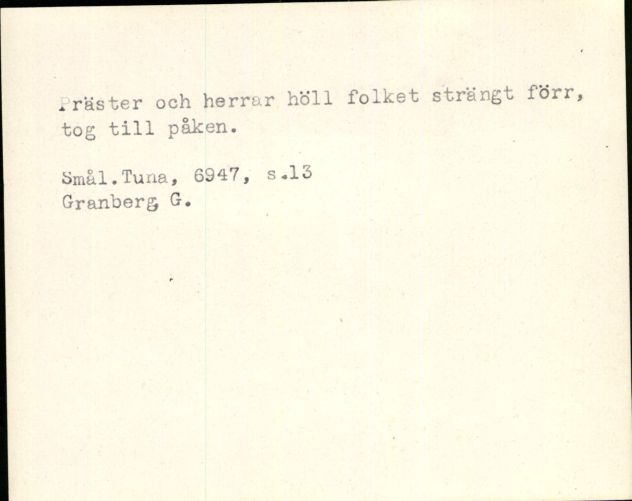 Präster och herrar höll folket strängt förr,
tog till påken.
Smål.Tuna, 6947, s.13
Granberg, G.